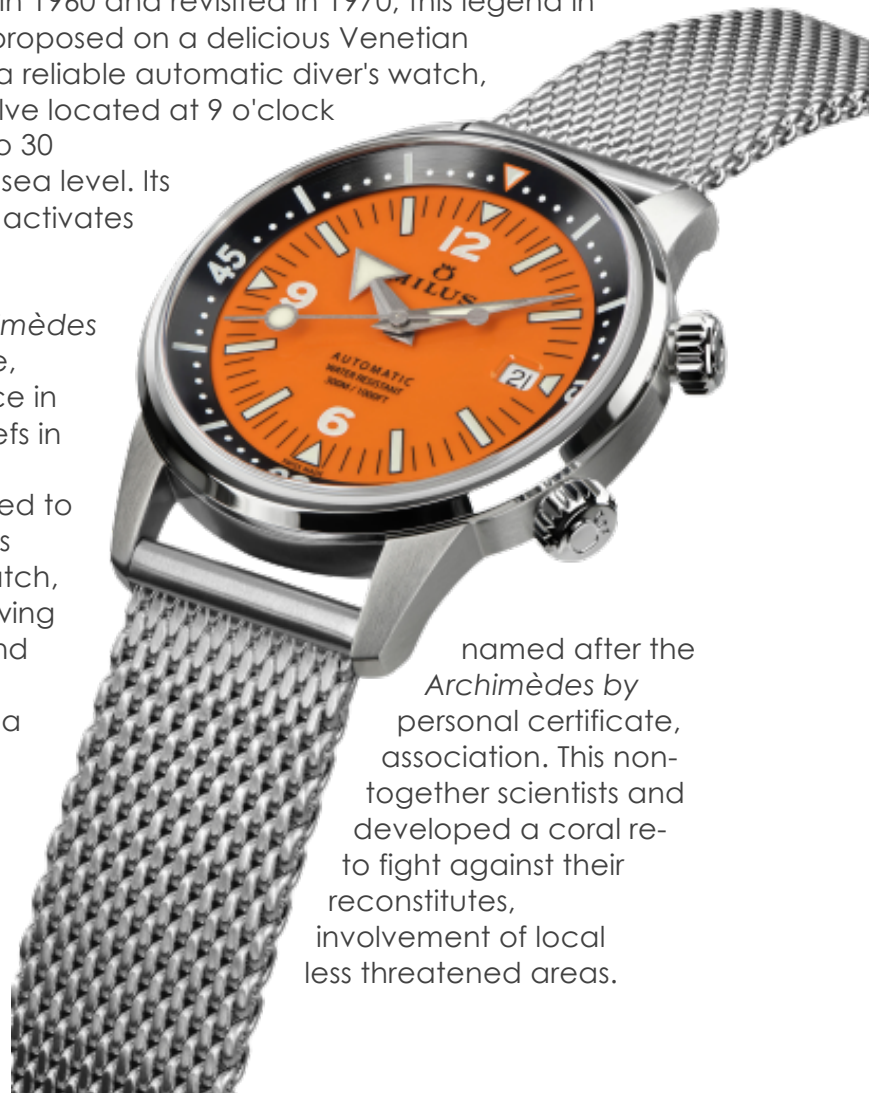 in 1960 and revisited in 1970, this legend in
proposed on a delicious Venetian
a reliable automatic diver's watch,
lve located at 9 o'clock
o 30
sea level. Its
activates
mèdes
e,
ce in
efs in
ed to
s
atch,
ving
nd
a
45
12
9
MILUS
AUTOMATIC
WATER RESISTANT
300M / 1000FT
21
6
named after the
Archimèdes by
personal certificate,
association. This non-
together scientists and
developed a coral re-
to fight against their
reconstitutes,
involvement of local
less threatened areas.